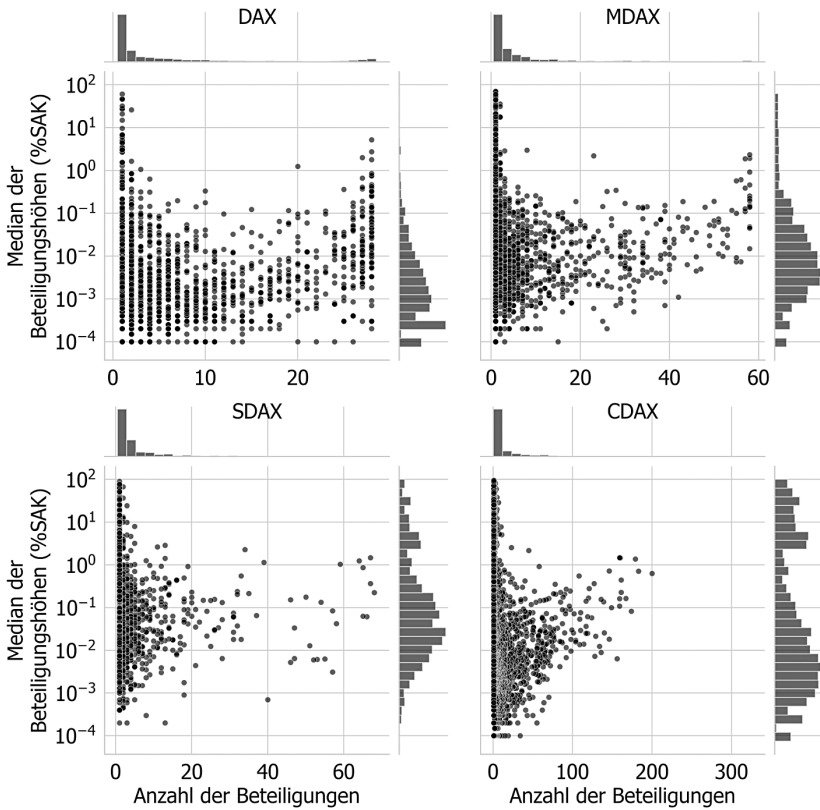 DAX
MDAX
Median der
Beteiligungshöhen (%SAK)
10²
10¹
10⁰
10⁻¹
10⁻²
10⁻³
10⁻⁴
0 10 20
0 20 40 60
SDAX
CDAX
Median der
Beteiligungshöhen (%SAK)
10²
10¹
10⁰
10⁻¹
10⁻²
10⁻³
10⁻⁴
0 20 40 60
0 100 200 300
Anzahl der Beteiligungen
Anzahl der Beteiligungen